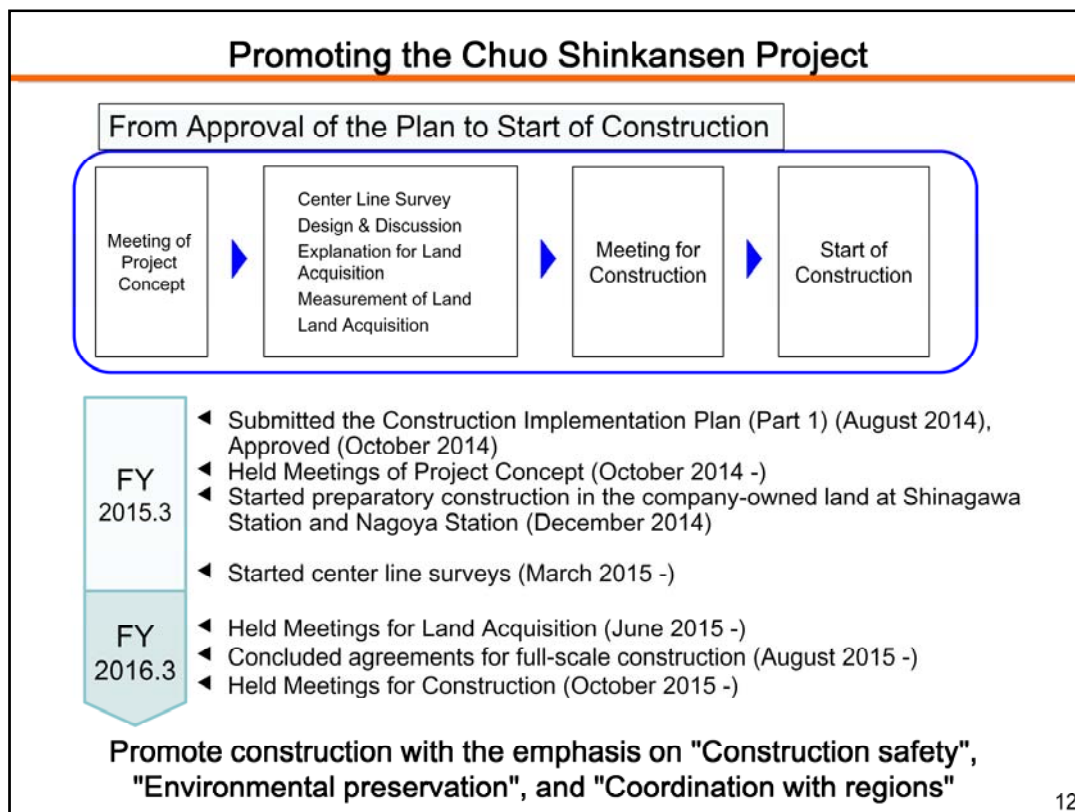 Promoting the Chuo Shinkansen Project
From Approval of the Plan to Start of Construction
Meeting of
Project
Concept
Center Line Survey
Design & Discussion
Explanation for Land
Acquisition
Measurement of Land
Land Acquisition
Meeting for
Construction
Start of
Construction
FY
2015.3
Submitted the Construction Implementation Plan (Part 1) (August 2014),
Approved (October 2014)
Held Meetings of Project Concept (October 2014 -)
Started preparatory construction in the company-owned land at Shinagawa
Station and Nagoya Station (December 2014)
Started center line surveys (March 2015 -)
FY
2016.3
Held Meetings for Land Acquisition (June 2015 -)
Concluded agreements for full-scale construction (August 2015 -)
Held Meetings for Construction (October 2015 -)
Promote construction with the emphasis on "Construction safety",
"Environmental preservation", and "Coordination with regions"
12